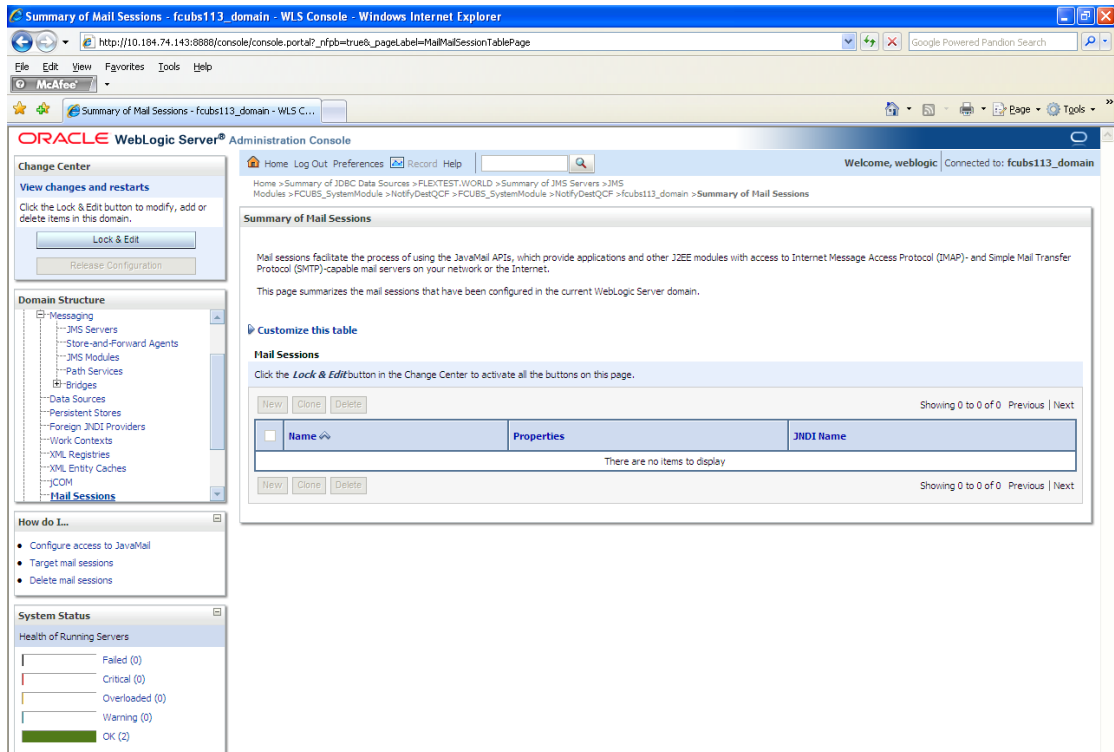 Summary of Mail Sessions - fcubs113_domain - WLS Console - Windows Internet Explorer
http://10.184.74.143:8888/console/console.portal?_nfpb=true&_pageLabel=MailMailSessionTablePage
Google Powered Pandion Search
File Edit View Favorites Tools Help
McAfee
Summary of Mail Sessions - fcubs113_domain - WLS C...
Page Tools
ORACLE WebLogic Server® Administration Console
Change Center
View changes and restarts
Click the Lock & Edit button to modify, add or
delete items in this domain.
Lock & Edit
Release Configuration
Domain Structure
Messaging
JMS Servers
Store-and-Forward Agents
JMS Modules
Path Services
Bridges
Data Sources
Persistent Stores
Foreign JNDI Providers
Work Contexts
XML Registries
XML Entity Caches
jCOM
Mail Sessions
How do I...
Configure access to JavaMail
Target mail sessions
Delete mail sessions
System Status
Health of Running Servers
Failed (0)
Critical (0)
Overloaded (0)
Warning (0)
OK (2)
Home Log Out Preferences Record Help
Welcome, weblogic Connected to: fcubs113_domain
Home >Summary of JDBC Data Sources >FLEXTEST.WORLD >Summary of JMS Servers >JMS
Modules >FCUBS_SystemModule >NotifyDestQCF >FCUBS_SystemModule >NotifyDestQCF >fcubs113_domain >Summary of Mail Sessions
Summary of Mail Sessions
Mail sessions facilitate the process of using the JavaMail APIs, which provide applications and other J2EE modules with access to Internet Message Access Protocol (IMAP)- and Simple Mail Transfer
Protocol (SMTP)-capable mail servers on your network or the Internet.
This page summarizes the mail sessions that have been configured in the current WebLogic Server domain.
Customize this table
Mail Sessions
Click the Lock & Edit button in the Change Center to activate all the buttons on this page.
New Clone Delete Showing 0 to 0 of 0 Previous | Next
Name Properties JNDI Name
There are no items to display
New Clone Delete Showing 0 to 0 of 0 Previous | Next